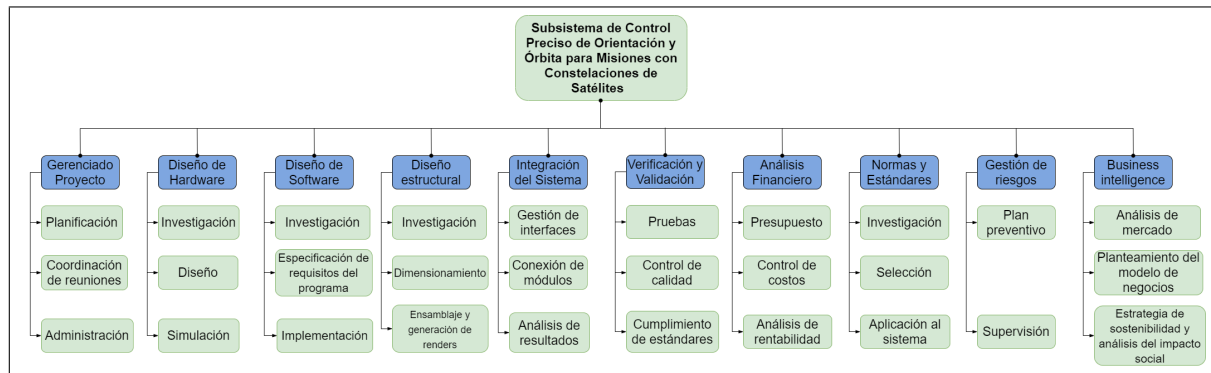 Subsistema de Control
Preciso de Orientación y
Órbita para Misiones con
Constelaciones de
Satélites
Gerenciado
Proyecto
Planificación
Coordinación
de reuniones
Administración
Diseño de
Hardware
Investigación
Diseño
Simulación
Diseño de
Software
Investigación
Especificación de
requisitos del
programa
Implementación
Diseño
estructural
Investigación
Dimensionamiento
Ensamblaje y
generación de
renders
Integración
del Sistema
Gestión de
interfaces
Conexión de
módulos
Análisis de
resultados
Verificación y
Validación
Pruebas
Control de
calidad
Cumplimiento
de estándares
Análisis
Financiero
Presupuesto
Control de
costos
Análisis de
rentabilidad
Normas y
Estándares
Investigación
Selección
Aplicación al
sistema
Gestión de
riesgos
Plan
preventivo
Supervisión
Business
intelligence
Análisis de
mercado
Planteamiento del
modelo de
negocios
Estrategia de
sostenibilidad y
análisis del impacto
social